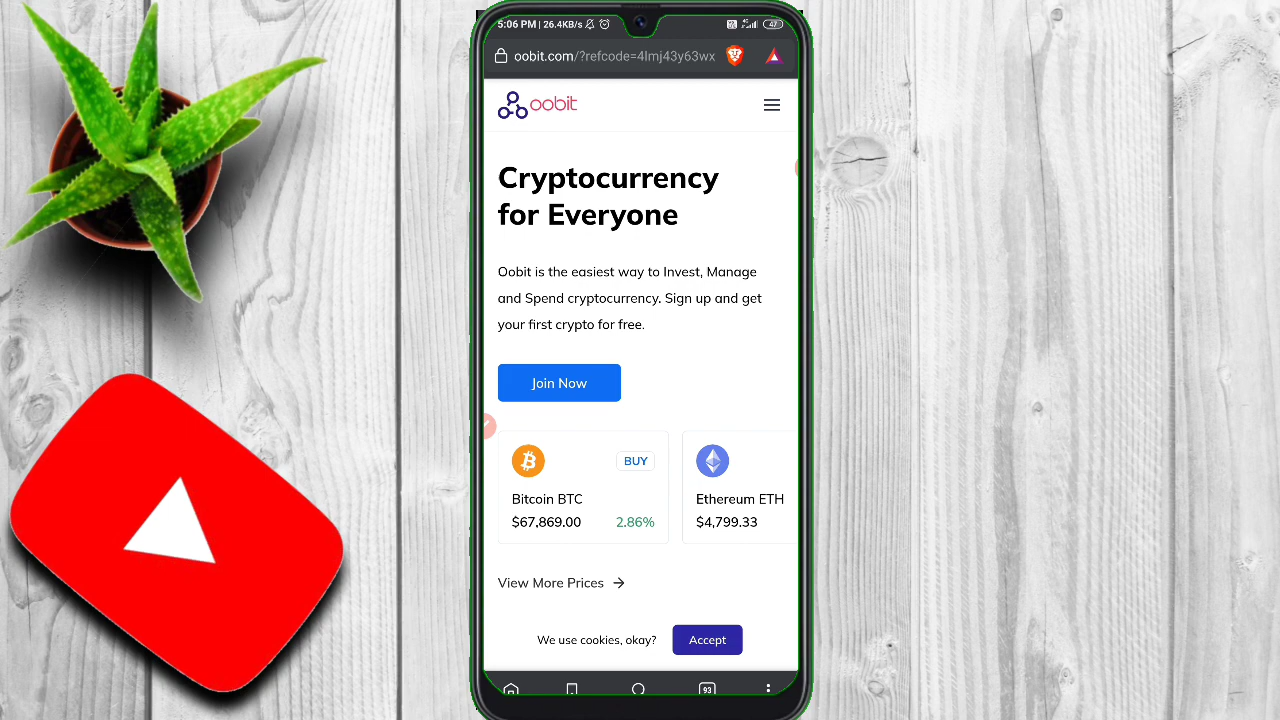 5:06 PM | 26.4KB/s
47
oobit.com/?refcode=4lmj43y63wx
oobit
Cryptocurrency
for Everyone
Oobit is the easiest way to Invest, Manage
and Spend cryptocurrency. Sign up and get
your first crypto for free.
Join Now
BUY
Bitcoin BTC
$67,869.00 2.86%
Ethereum ETH
$4,799.33
View More Prices →
We use cookies, okay? Accept
93